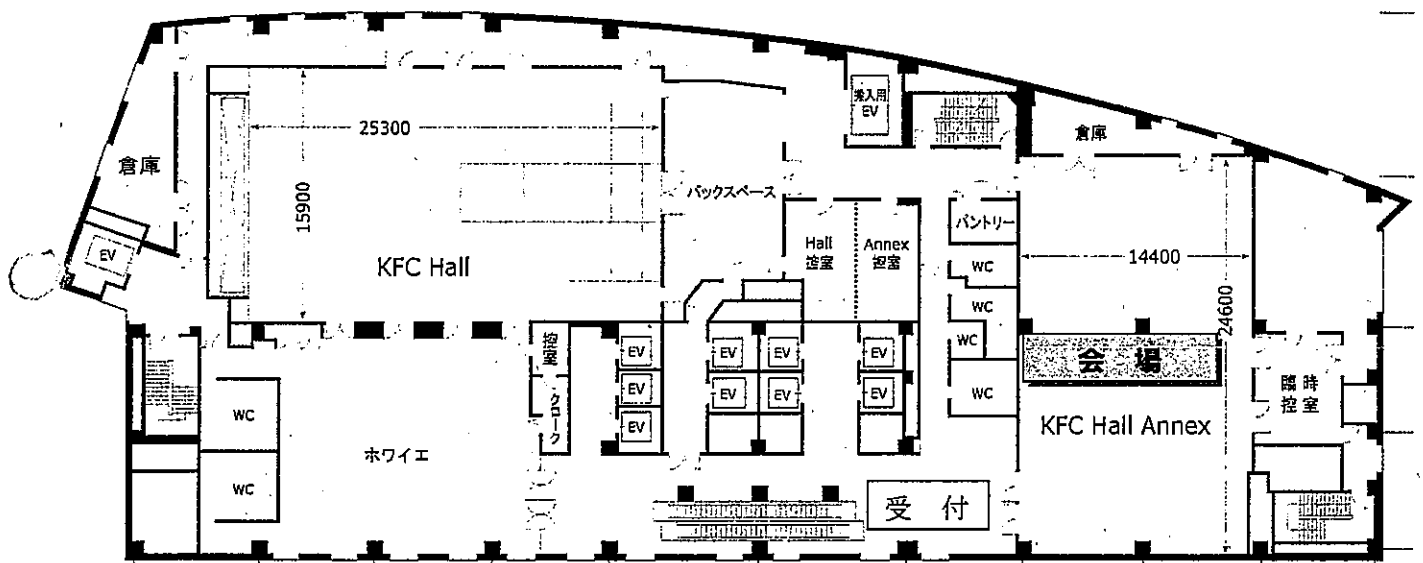 搬入用
EV
倉庫
25300
倉庫
15900
バックスペース
パントリー
Hall
控室
Annex
控室
EV
KFC Hall
WC
14400
WC
24600
控室
EV
EV
EV
EV
WC
会場
臨時
控室
EV
EV
EV
EV
WC
WC
クローク
EV
KFC Hall Annex
ホワイエ
WC
受付